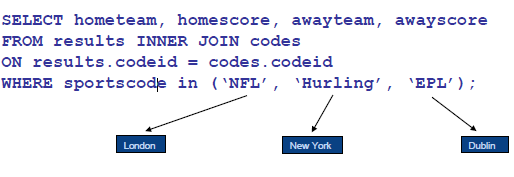 SELECT hometeam, homescore, awayteam, awayscore
FROM results INNER JOIN codes
ON results.codeid = codes.codeid
WHERE sportscode in (‘NFL’, ‘Hurling’, ‘EPL’);
London
New York
Dublin